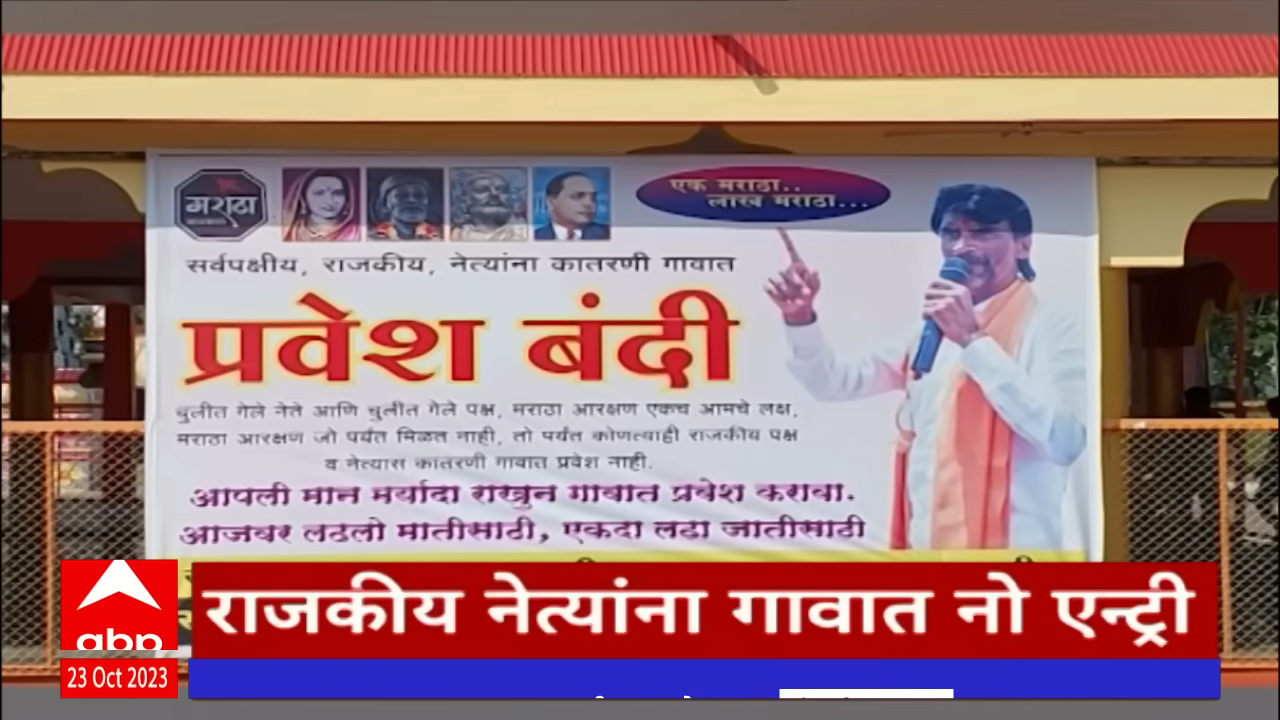 मराठा
एक मराठा..
लाख मराठा...
सर्वपक्षीय, राजकीय, नेत्यांना कातरणी गावात
प्रवेश बंदी
चुलीत गेले नेते आणि चुलीत गेले पक्ष, मराठा आरक्षण एकच आमचे लक्ष,
मराठा आरक्षण जो पर्यंत मिळत नाही, तो पर्यंत कोणत्याही राजकीय पक्ष
व नेत्यास कातरणी गावात प्रवेश नाही.
आपली मान मर्यादा राखुन गावात प्रवेश करावा.
आजवर लढलो मातीसाठी, एकदा लढा जातीसाठी
abp
राजकीय नेत्यांना गावात नो एन्ट्री
23 Oct 2023